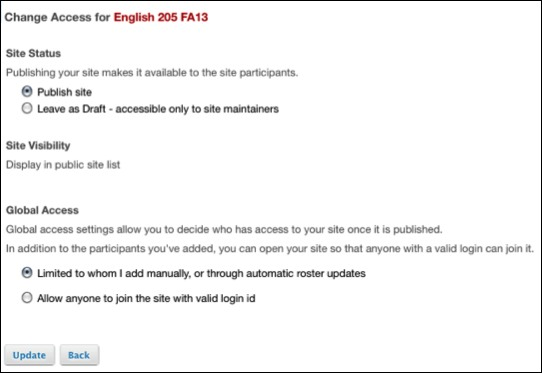 Change Access for English 205 FA13
Site Status
Publishing your site makes it available to the site participants.
Publish site
Leave as Draft - accessible only to site maintainers
Site Visibility
Display in public site list
Global Access
Global access settings allow you to decide who has access to your site once it is published.
In addition to the participants you've added, you can open your site so that anyone with a valid login can join it.
Limited to whom I add manually, or through automatic roster updates
Allow anyone to join the site with valid login id
Update Back